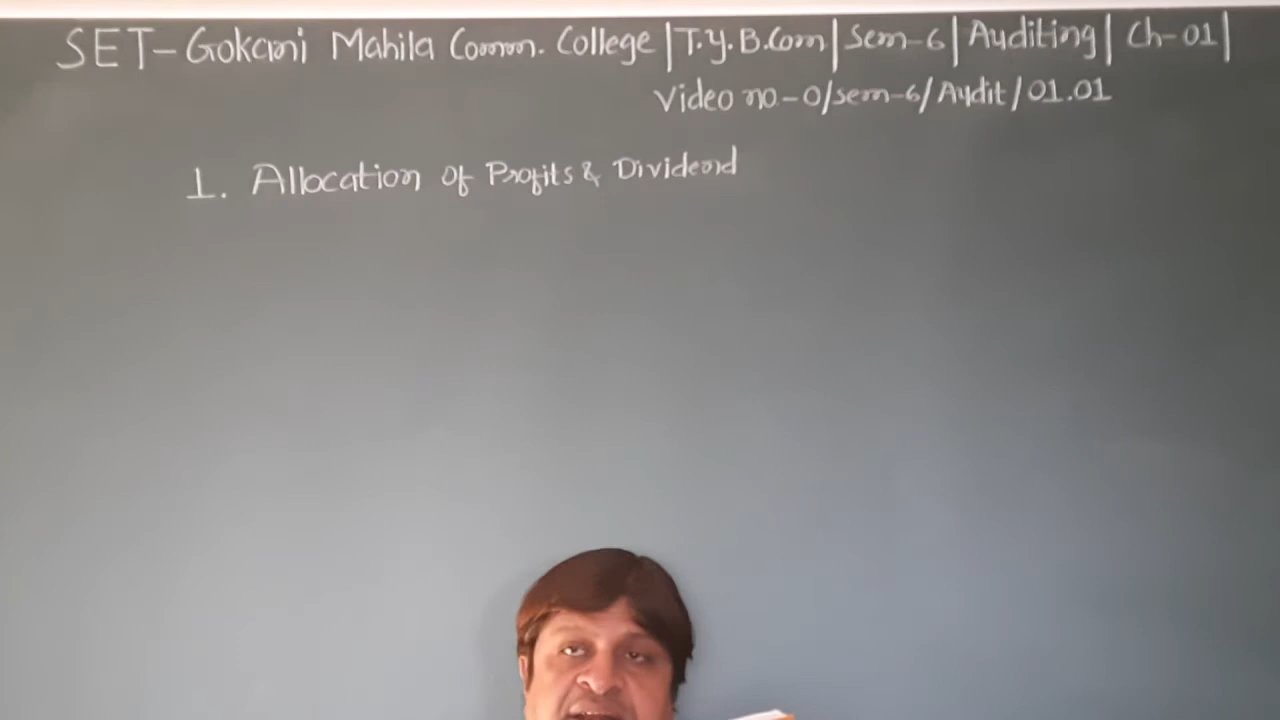 SET-Gokani Mahila Comm. College | T.Y.B.Com | Sem-6 | Auditing | Ch-01 |
Video no-0/sem-6/Audit/01.01
1. Allocation of Profits & Dividend